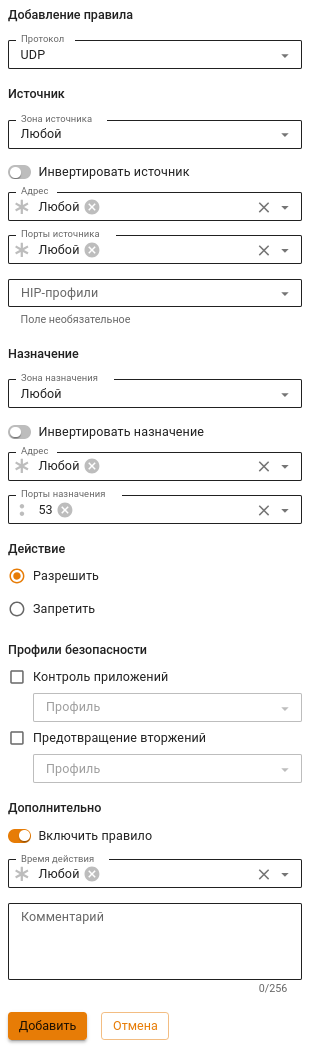 Добавление правила
Протокол
UDP
Источник
Зона источника
Любой
Инвертировать источник
Адрес
Любой
Порты источника
Любой
HIP-профили
Поле необязательное
Назначение
Зона назначения
Любой
Инвертировать назначение
Адрес
Любой
Порты назначения
53
Действие
Разрешить
Запретить
Профили безопасности
Контроль приложений
Профиль
Предотвращение вторжений
Профиль
Дополнительно
Включить правило
Время действия
Любой
Комментарий
0/256
Добавить Отмена